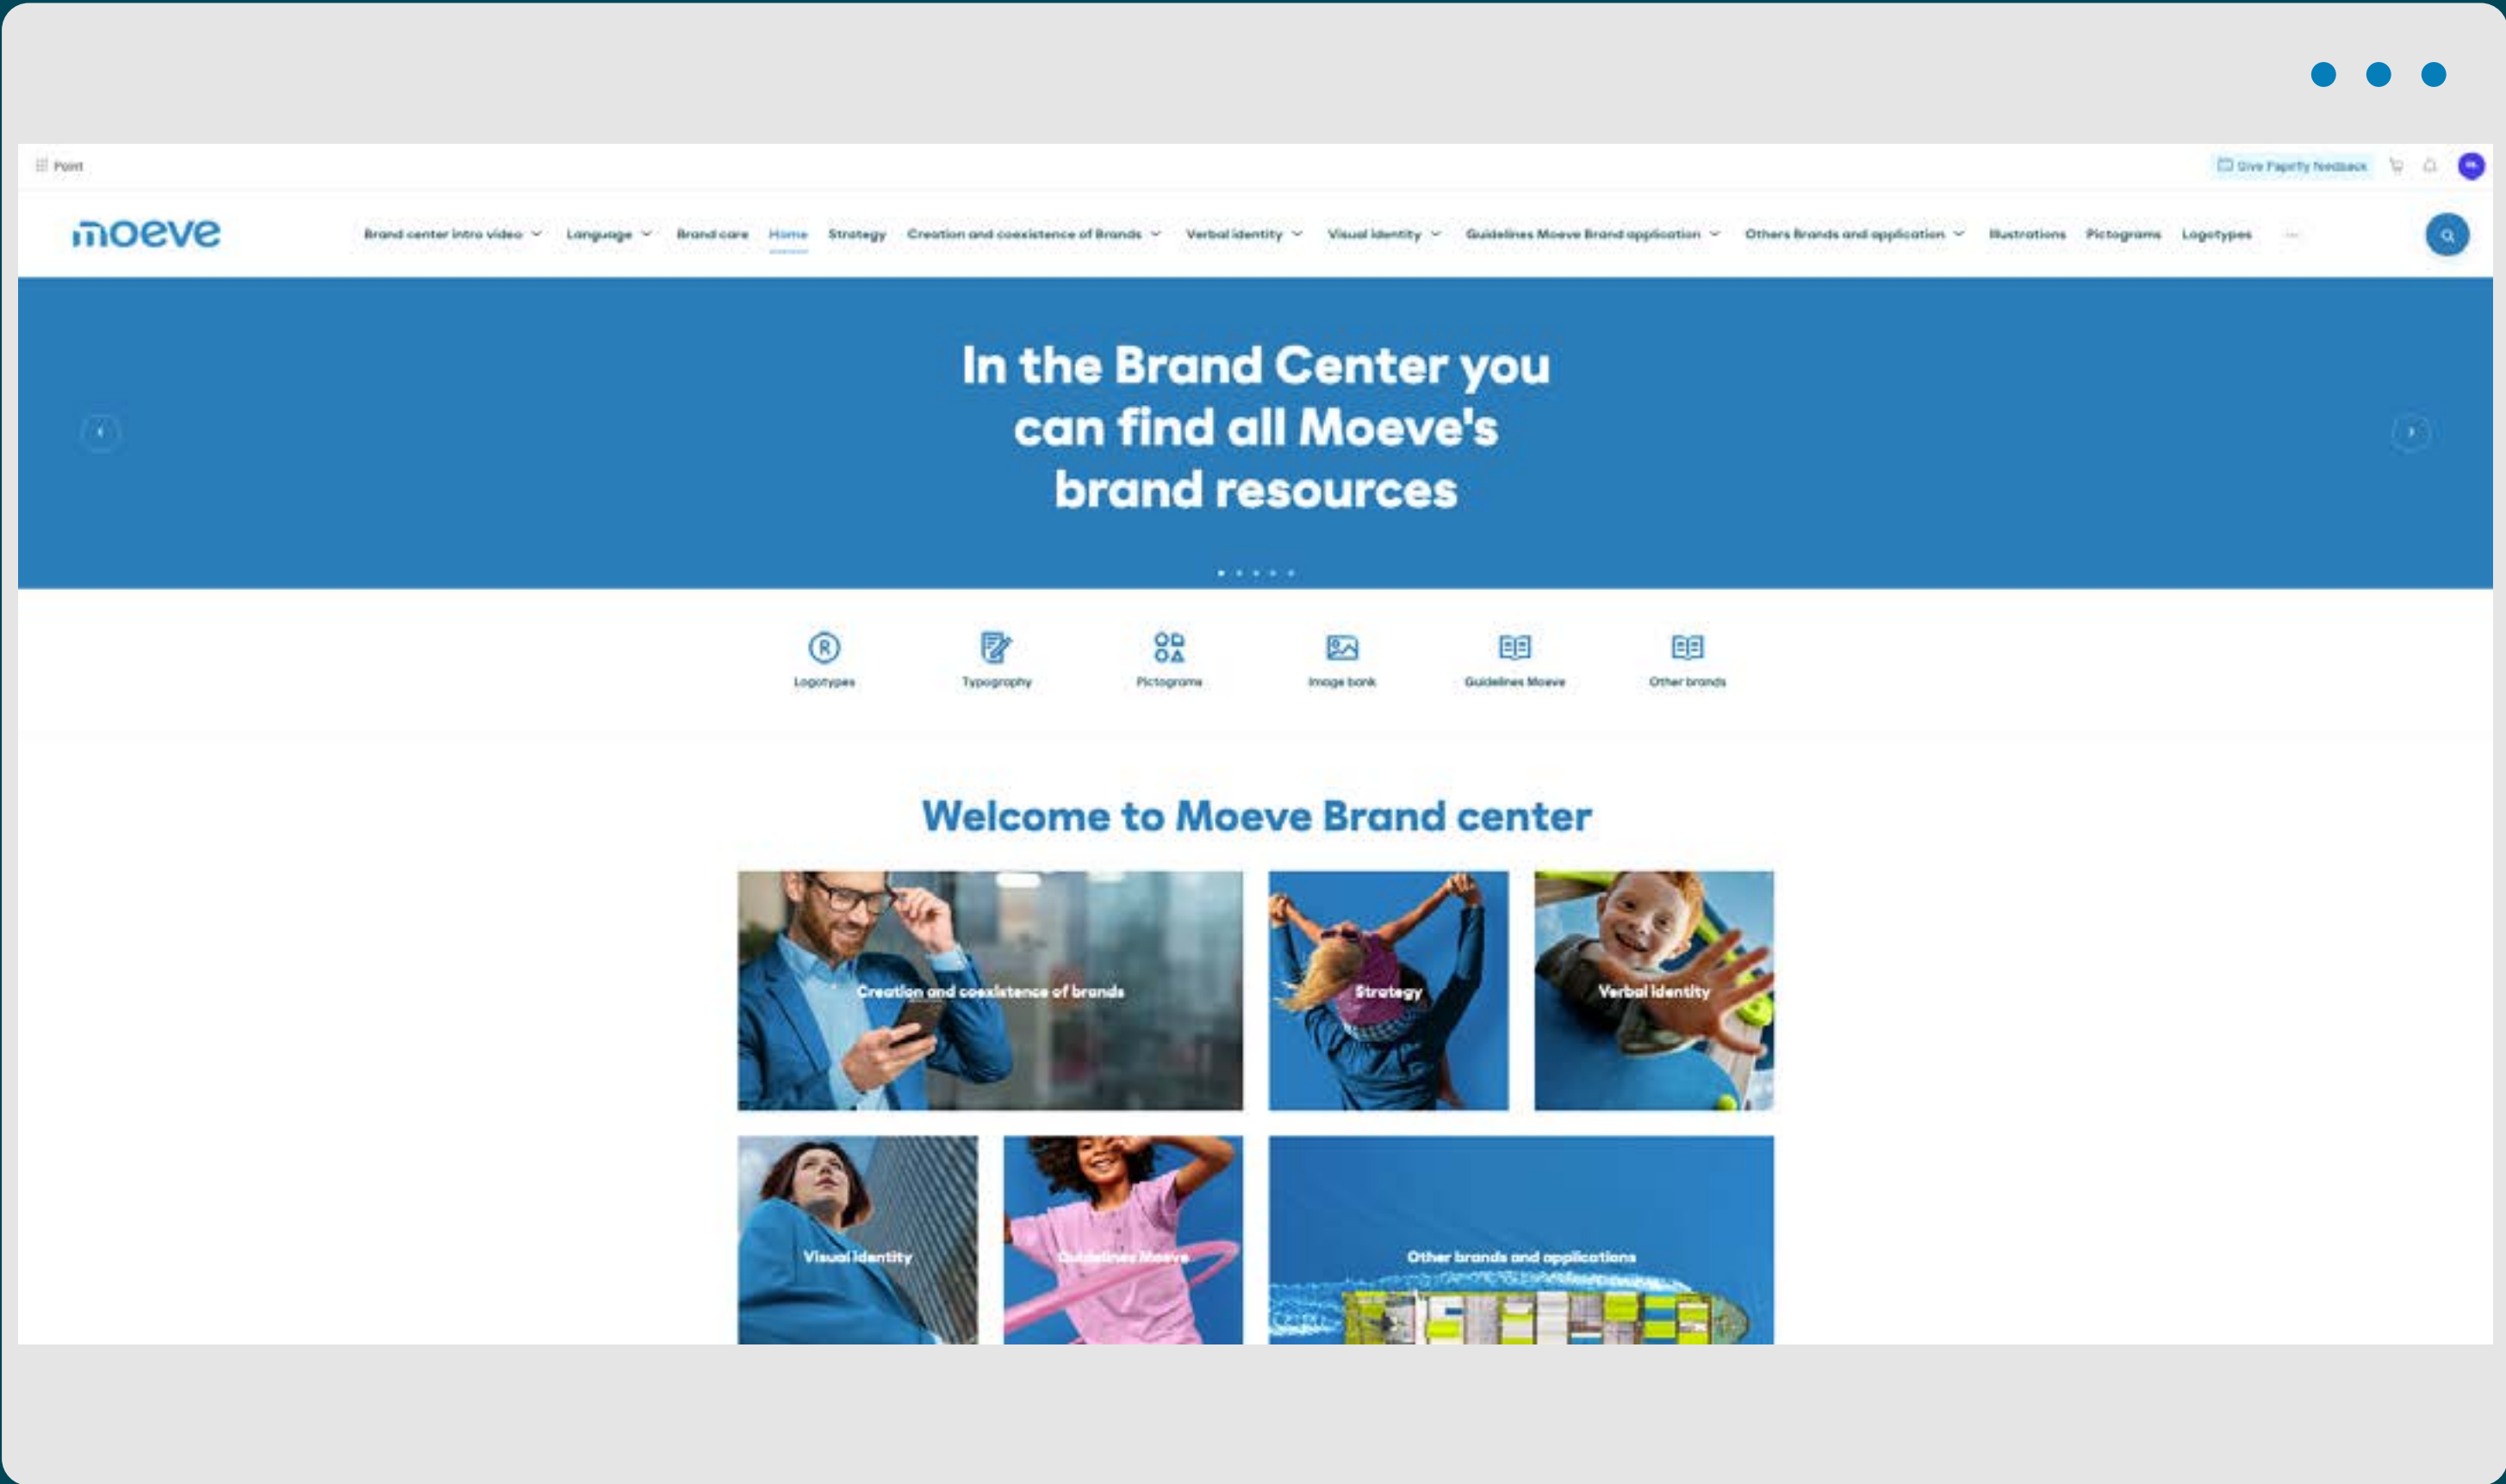 Point
Give Papirfly feedback
moeve
Brand center intro video
Language
Brand care
Home
Strategy
Creation and coexistence of Brands
Verbal identity
Visual identity
Guidelines Moeve Brand application
Others Brands and application
Illustrations
Pictograms
Logotypes
In the Brand Center you
can find all Moeve's
brand resources
R
Logotypes
Typography
Pictograms
Image bank
Guidelines Moeve
Other brands
Welcome to Moeve Brand center
Creation and coexistence of brands
Strategy
Verbal identity
Visual identity
Guidelines Moeve
Other brands and applications